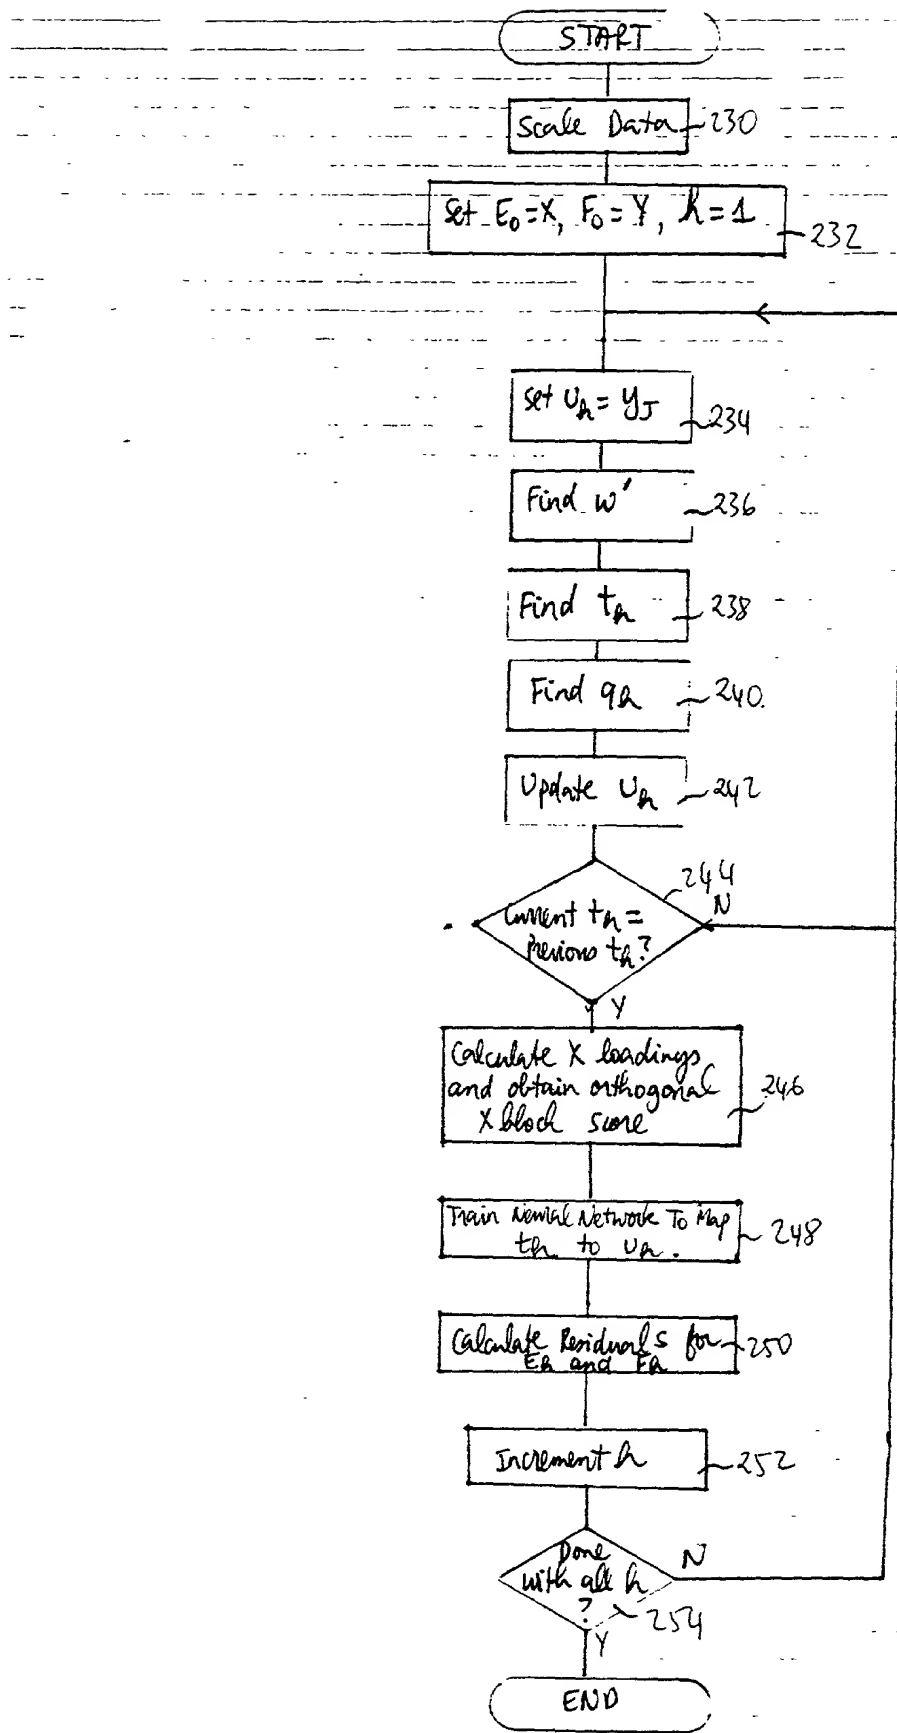 START
Scale Data 230
Set E₀=X, F₀=Y, h=1
232
Set uₕ= yJ 234
Find w' 236
Find tₕ 238
Find qₕ 240.
Update Uₕ 242
244
N
Current tₕ =
Previous tₕ?
Y
Calculate X loadings
and obtain orthogonal 246
X block score
Train Neural Network To Map
tₕ to uₕ. 248
Calculate Residuals for 250
Eₕ and Fₕ
Increment h 252
Done
with all h N
? 254
Y
END